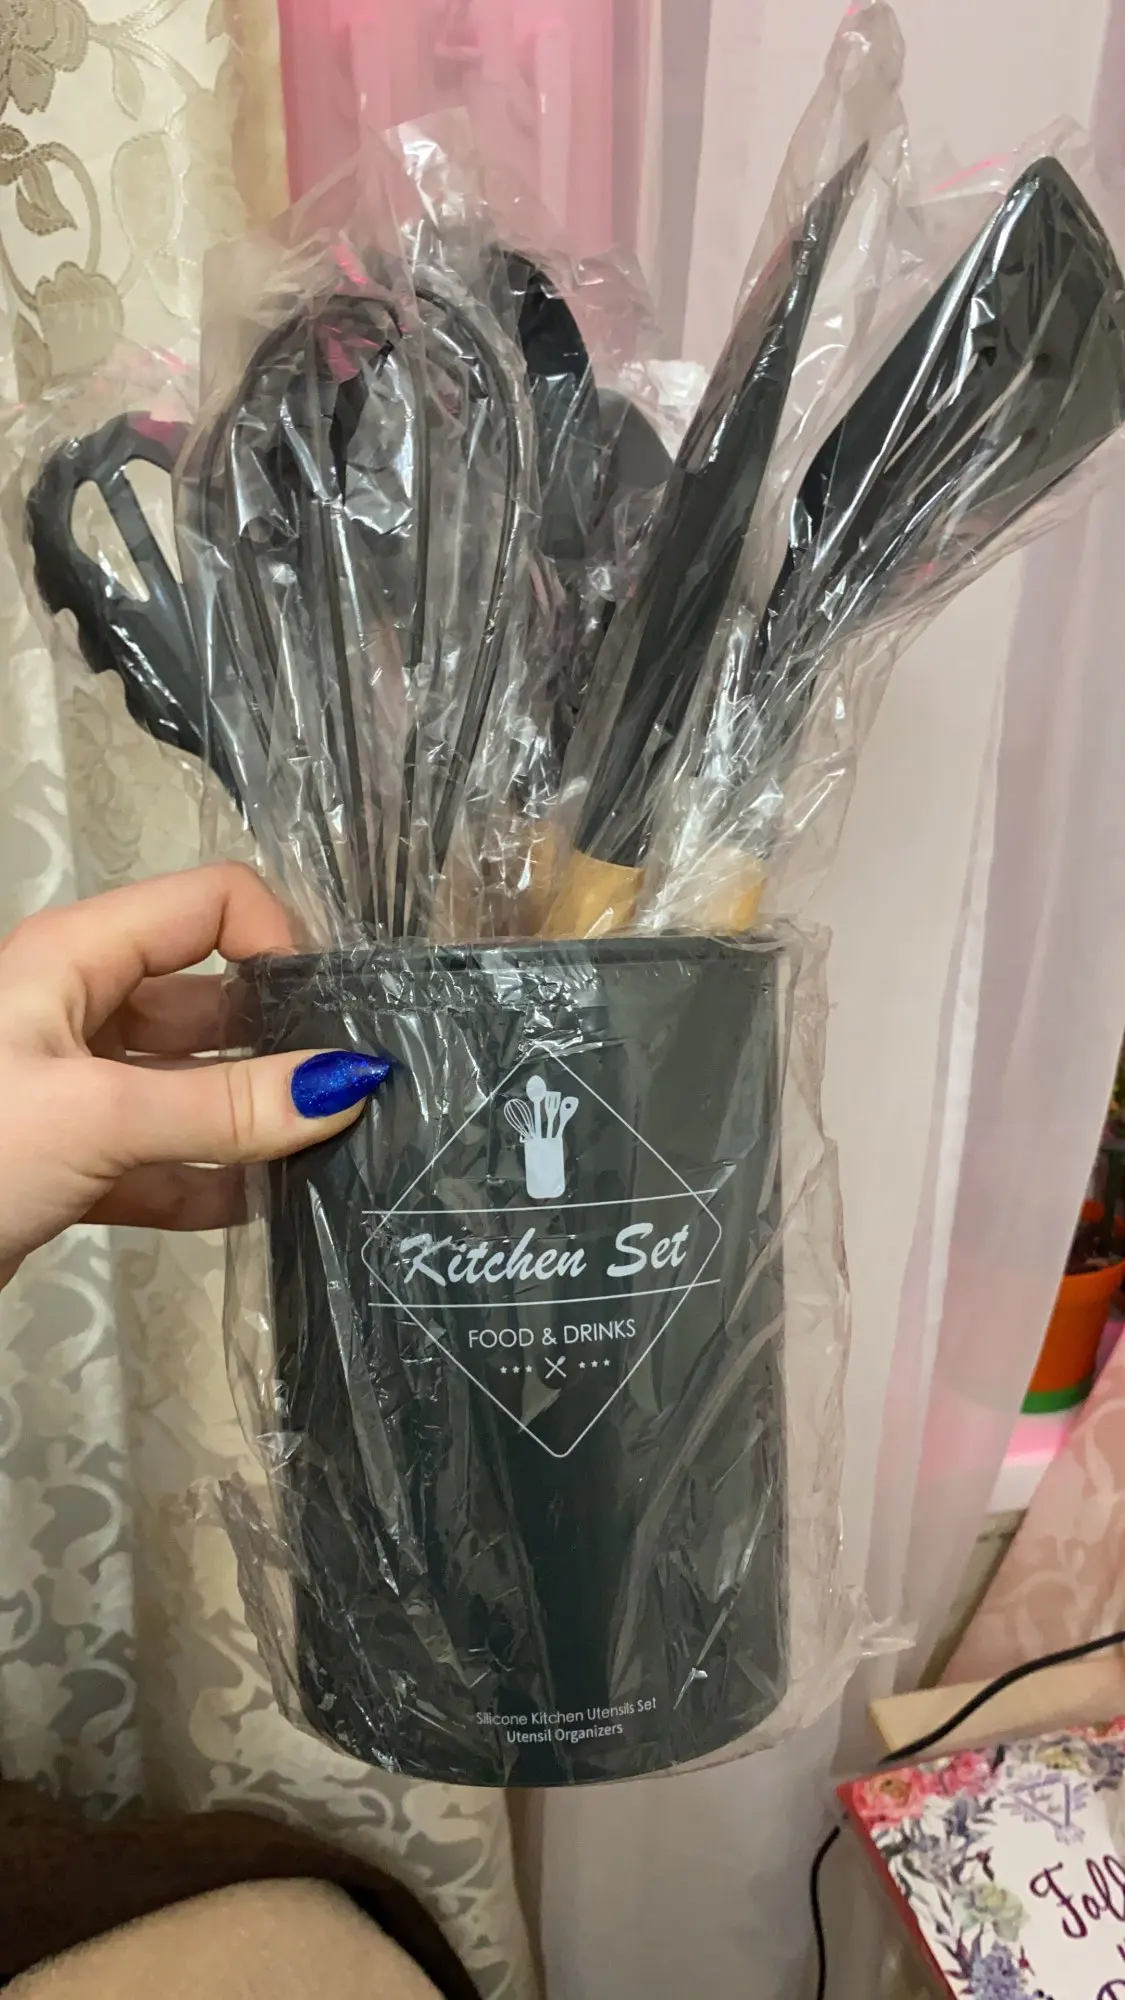 Kitchen Set
FOOD & DRINKS
Silicone Kitchen Utensils Set
Utensil Organizers